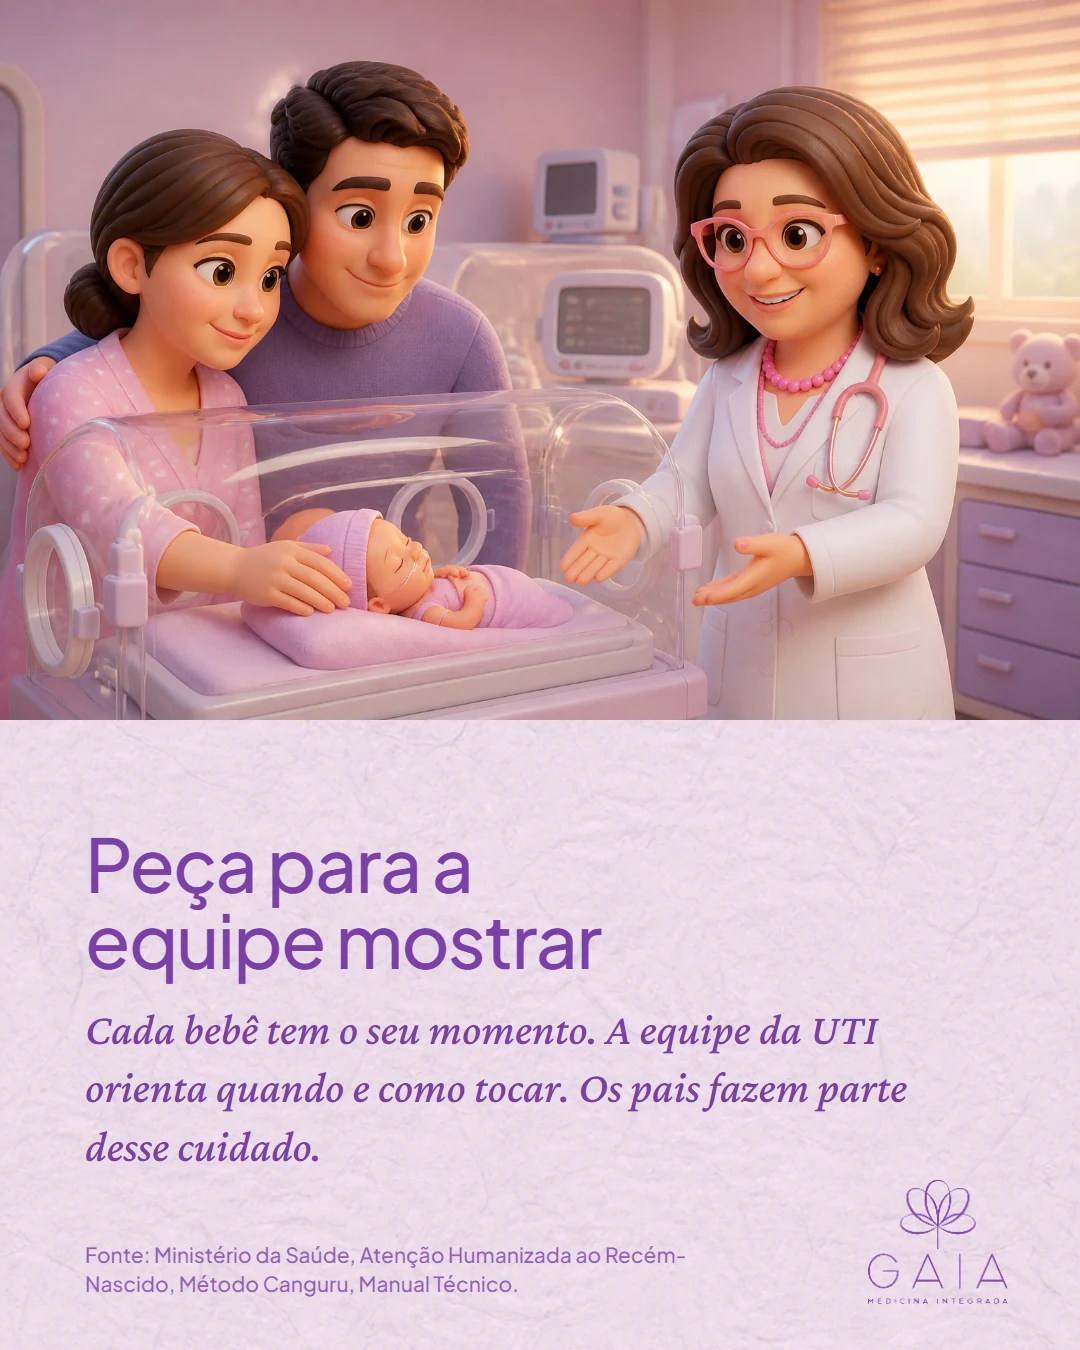 Peça para a
equipe mostrar
Cada bebê tem o seu momento. A equipe da UTI
orienta quando e como tocar. Os pais fazem parte
desse cuidado.
Fonte: Ministério da Saúde, Atenção Humanizada ao Recém-
Nascido, Método Canguru, Manual Técnico.
GAIA
MEDICINA INTEGRADA